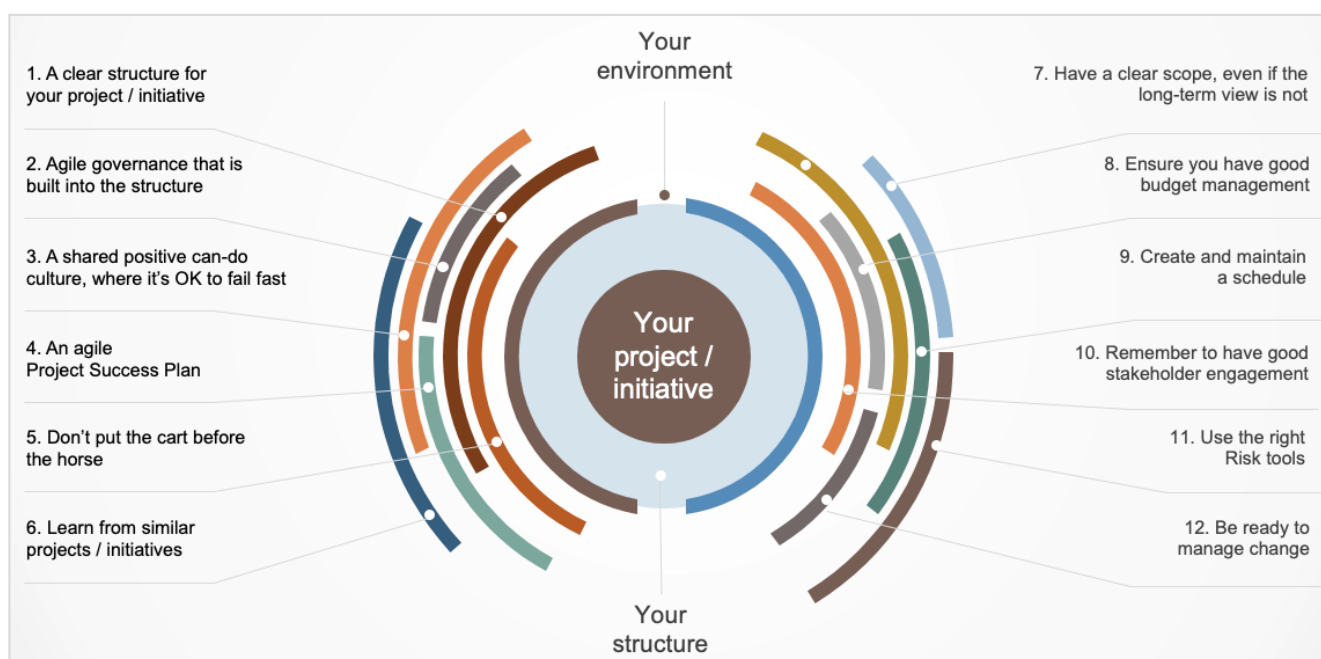 Your
environment
1. A clear structure for
your project / initiative
2. Agile governance that is
built into the structure
3. A shared positive can-do
culture, where it's OK to fail fast
4. An agile
Project Success Plan
5. Don't put the cart before
the horse
6. Learn from similar
projects / initiatives
Your
project /
initiative
7. Have a clear scope, even if the
long-term view is not
8. Ensure you have good
budget management
9. Create and maintain
a schedule
10. Remember to have good
stakeholder engagement
11. Use the right
Risk tools
12. Be ready to
manage change
Your
structure